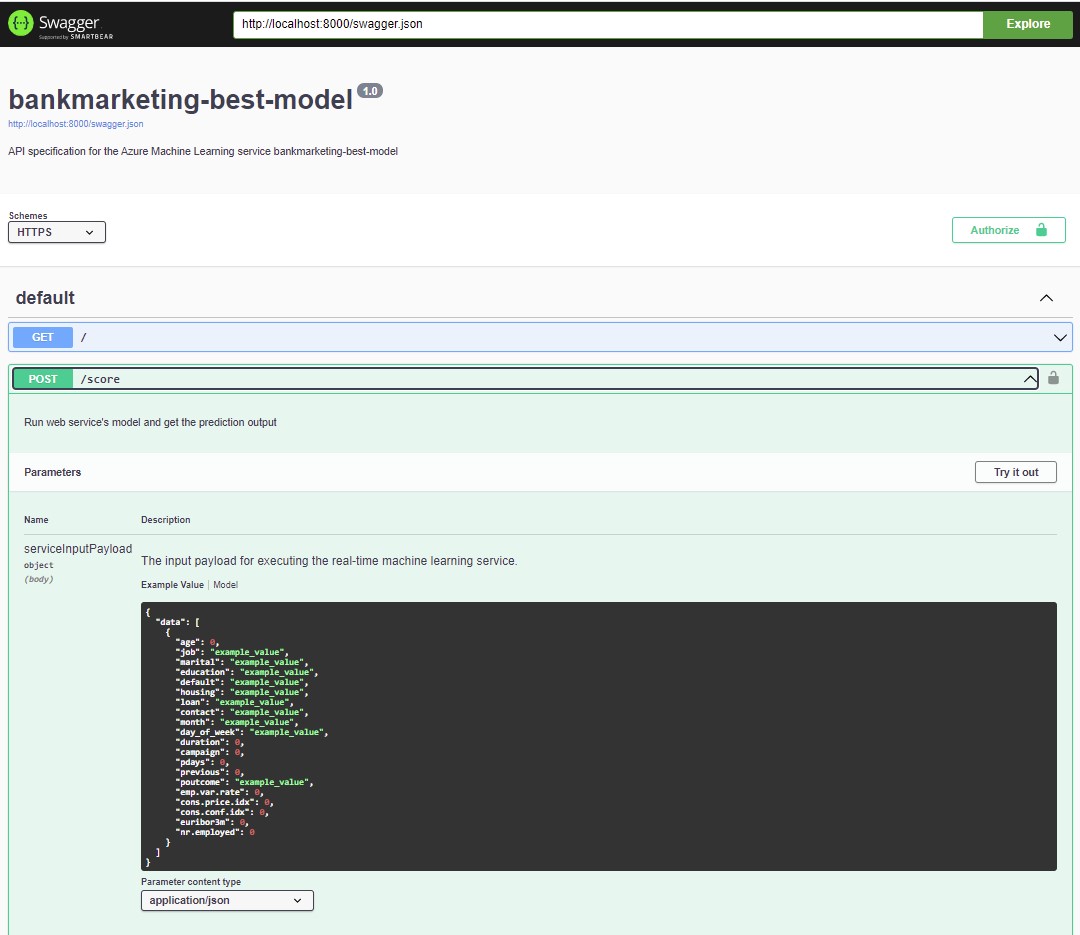 Swagger
Supported by SMARTBEAR
http://localhost:8000/swagger.json
Explore
bankmarketing-best-model 1.0
http://localhost:8000/swagger.json
API specification for the Azure Machine Learning service bankmarketing-best-model
Schemes
HTTPS
Authorize
default
GET /
POST /score
Run web service's model and get the prediction output
Parameters
Try it out
Name Description
serviceInputPayload
object
(body)
The input payload for executing the real-time machine learning service.
Example Value | Model
{
  "data": [
    {
      "age": 0,
      "job": "example_value",
      "marital": "example_value",
      "education": "example_value",
      "default": "example_value",
      "housing": "example_value",
      "loan": "example_value",
      "contact": "example_value",
      "month": "example_value",
      "day_of_week": "example_value",
      "duration": 0,
      "campaign": 0,
      "pdays": 0,
      "previous": 0,
      "poutcome": "example_value",
      "emp.var.rate": 0,
      "cons.price.idx": 0,
      "cons.conf.idx": 0,
      "euribor3m": 0,
      "nr.employed": 0
    }
  ]
}
Parameter content type
application/json